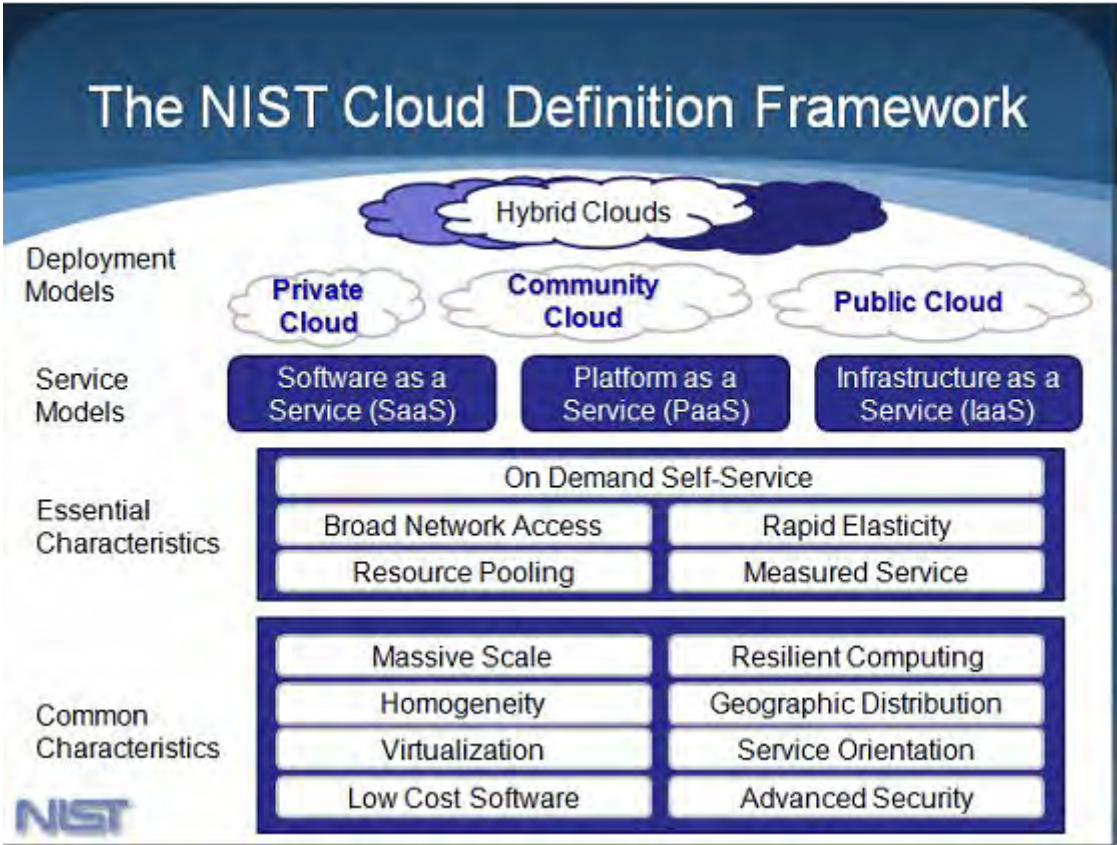 The NIST Cloud Definition Framework
Hybrid Clouds
Deployment
Models
Private
Cloud
Community
Cloud
Public Cloud
Service
Models
Software as a
Service (SaaS)
Platform as a
Service (PaaS)
Infrastructure as a
Service (IaaS)
Essential
Characteristics
On Demand Self-Service
Broad Network Access
Rapid Elasticity
Resource Pooling
Measured Service
Common
Characteristics
Massive Scale
Resilient Computing
Homogeneity
Geographic Distribution
Virtualization
Service Orientation
Low Cost Software
Advanced Security
NIST